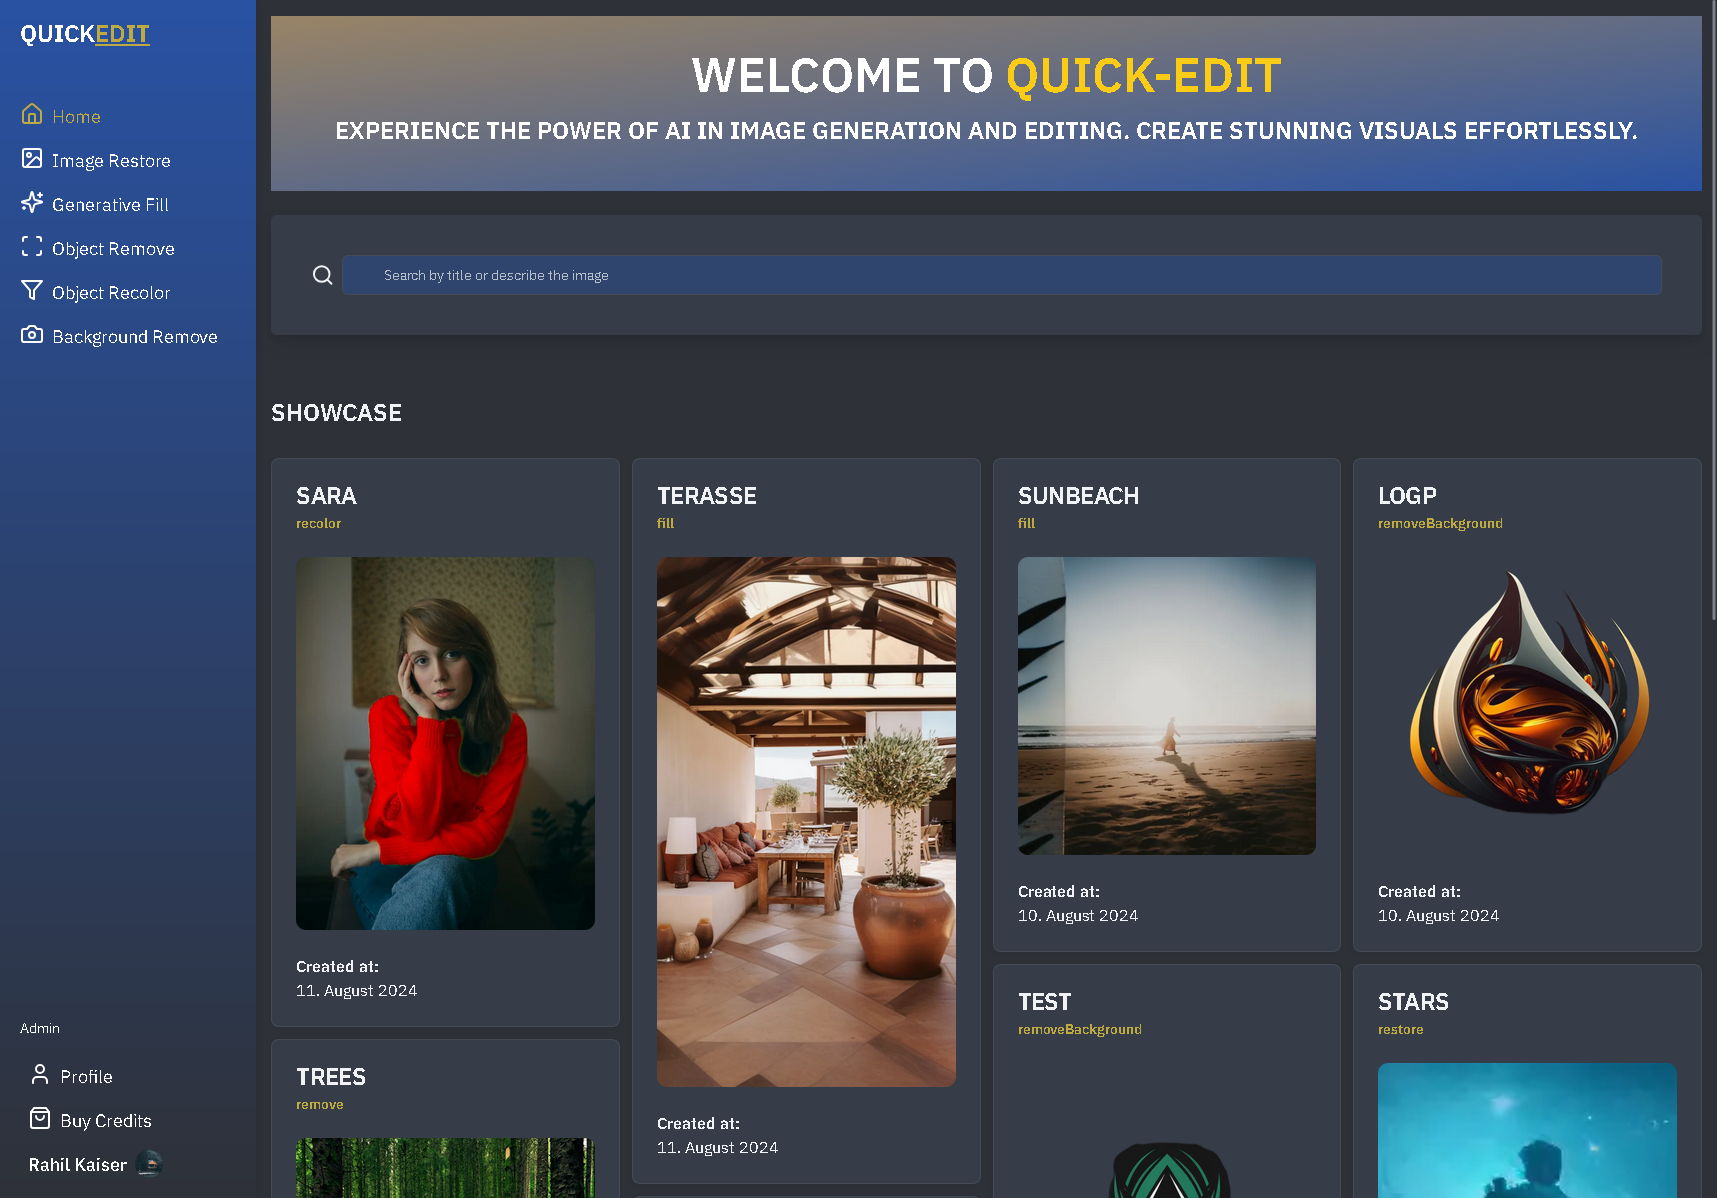 QUICKEDIT
Home
Image Restore
Generative Fill
Object Remove
Object Recolor
Background Remove
Admin
Profile
Buy Credits
Rahil Kaiser
WELCOME TO QUICK-EDIT
EXPERIENCE THE POWER OF AI IN IMAGE GENERATION AND EDITING. CREATE STUNNING VISUALS EFFORTLESSLY.
Search by title or describe the image
SHOWCASE
SARA
recolor
Created at:
11. August 2024
TREES
remove
TERASSE
fill
Created at:
11. August 2024
SUNBEACH
fill
Created at:
10. August 2024
TEST
removeBackground
LOGP
removeBackground
Created at:
10. August 2024
STARS
restore